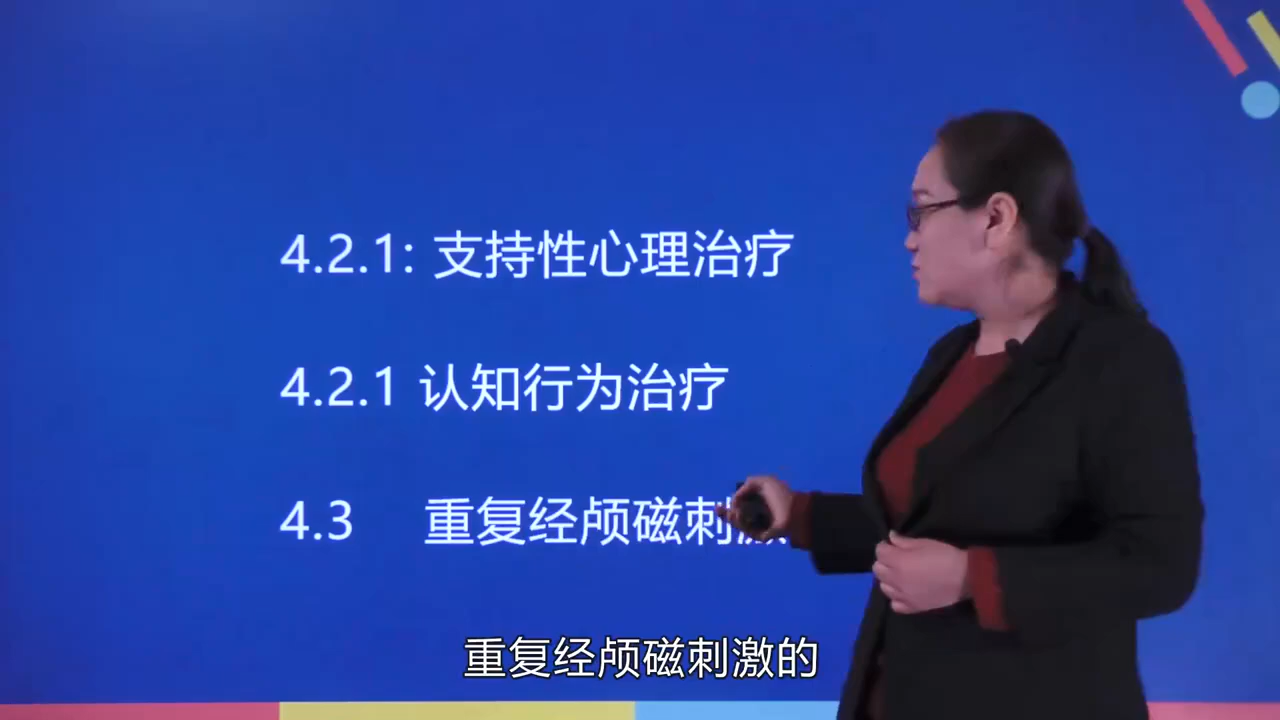 4.2.1: 支持性心理治疗
4.2.1 认知行为治疗
4.3 重复经颅磁刺激
重复经颅磁刺激的